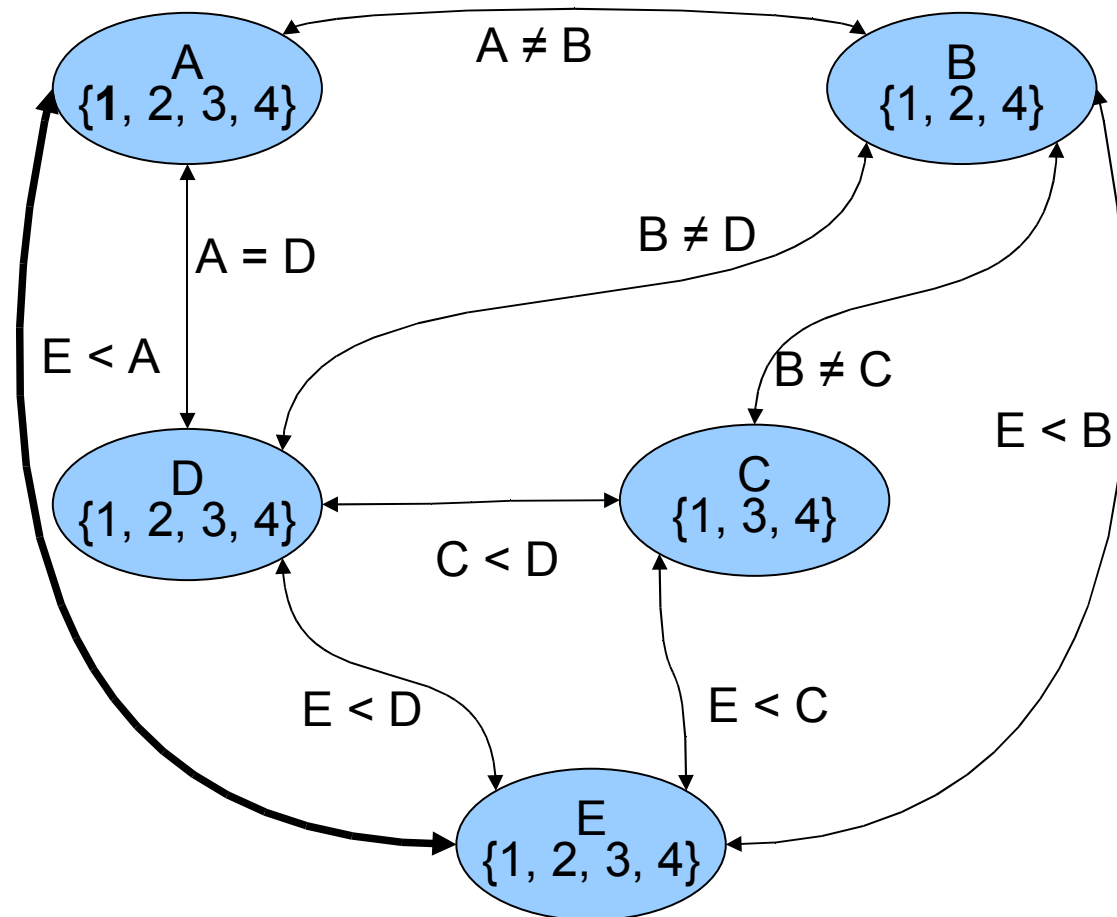 A ≠ B
A
{1, 2, 3, 4}
B
{1, 2, 4}
B ≠ D
A = D
E < A
B ≠ C
E < B
D
{1, 2, 3, 4}
C
{1, 3, 4}
C < D
E < D
E < C
E
{1, 2, 3, 4}